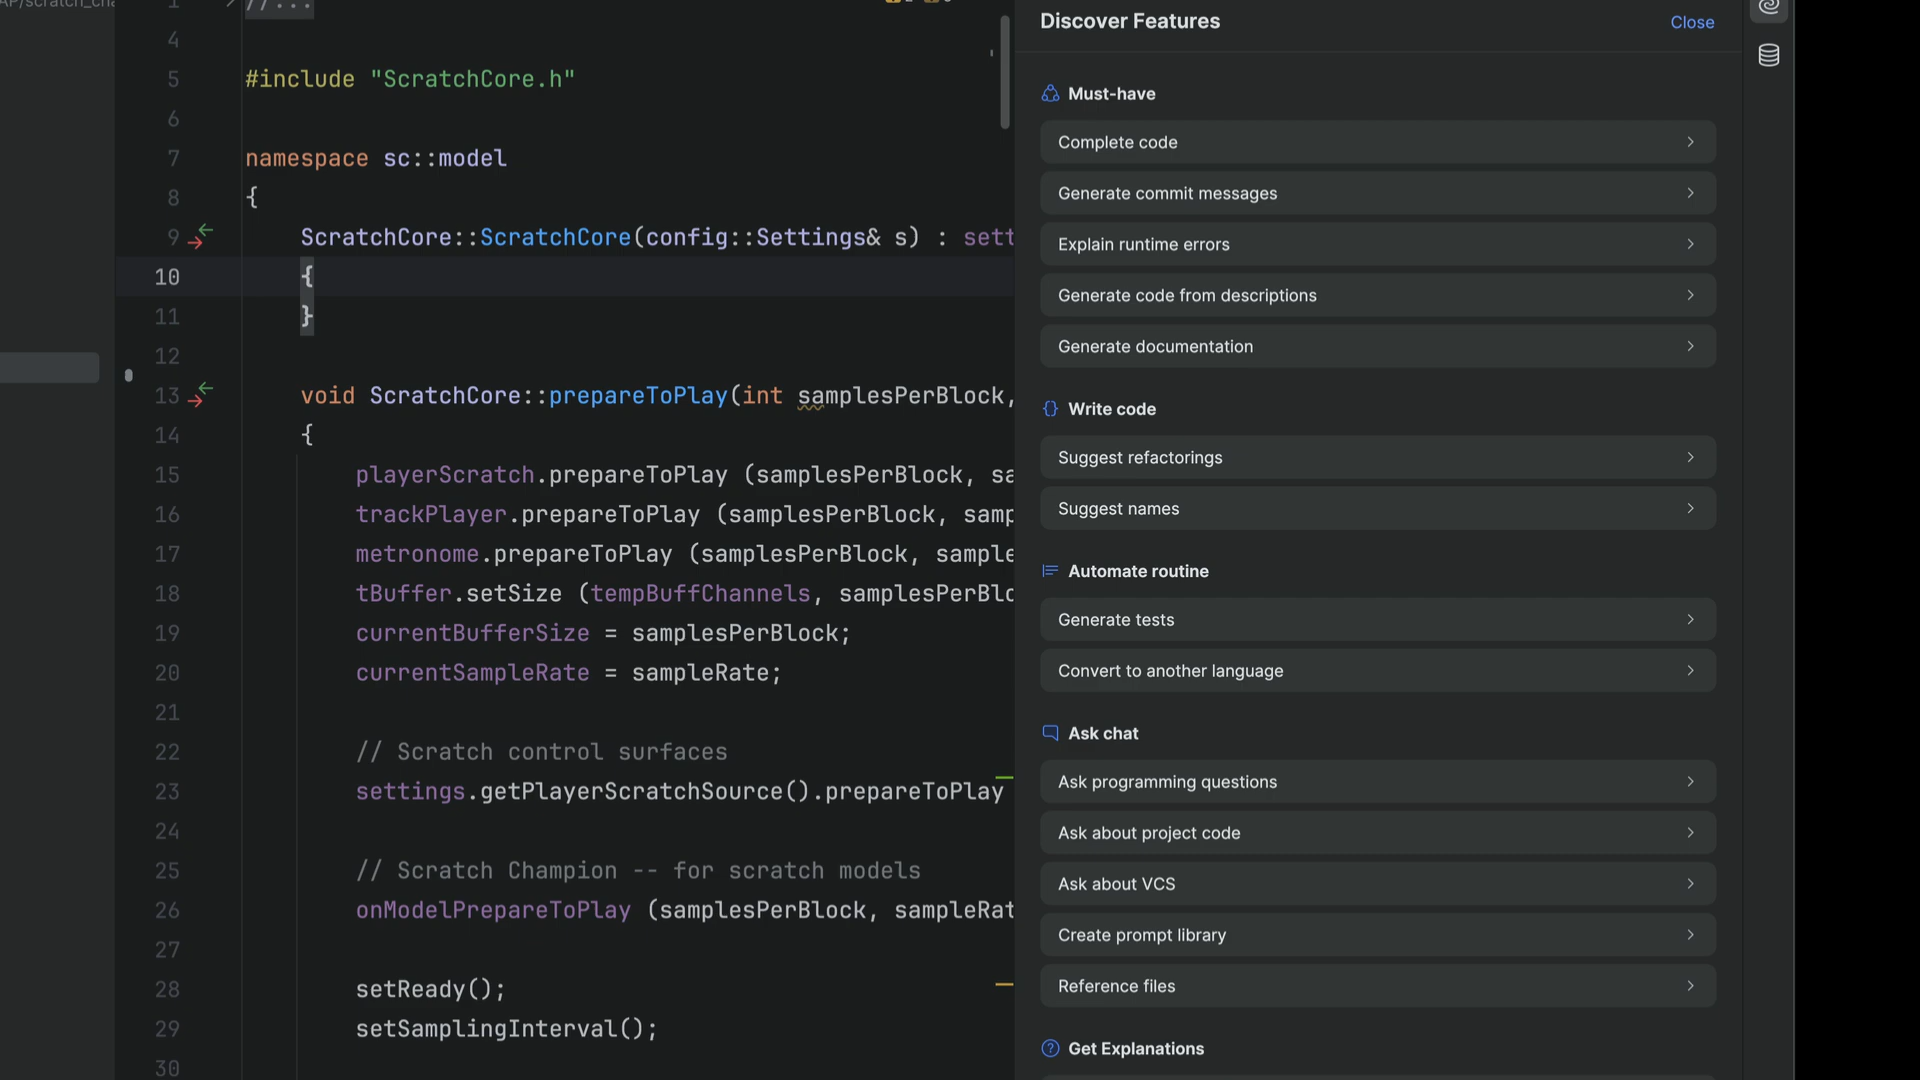 AP/scratch_cha
1 //...
4
5 #include "ScratchCore.h"
6
7 namespace sc::model
8 {
9 ScratchCore::ScratchCore(config::Settings& s) : sett
10 {
11 }
12
13 void ScratchCore::prepareToPlay(int samplesPerBlock,
14 {
15 playerScratch.prepareToPlay (samplesPerBlock, sa
16 trackPlayer.prepareToPlay (samplesPerBlock, samp
17 metronome.prepareToPlay (samplesPerBlock, sample
18 tBuffer.setSize (tempBuffChannels, samplesPerBlo
19 currentBufferSize = samplesPerBlock;
20 currentSampleRate = sampleRate;
21
22 // Scratch control surfaces
23 settings.getPlayerScratchSource().prepareToPlay
24
25 // Scratch Champion -- for scratch models
26 onModelPrepareToPlay (samplesPerBlock, sampleRat
27
28 setReady();
29 setSamplingInterval();
30
Discover Features
Close
Must-have
Complete code
Generate commit messages
Explain runtime errors
Generate code from descriptions
Generate documentation
Write code
Suggest refactorings
Suggest names
Automate routine
Generate tests
Convert to another language
Ask chat
Ask programming questions
Ask about project code
Ask about VCS
Create prompt library
Reference files
Get Explanations